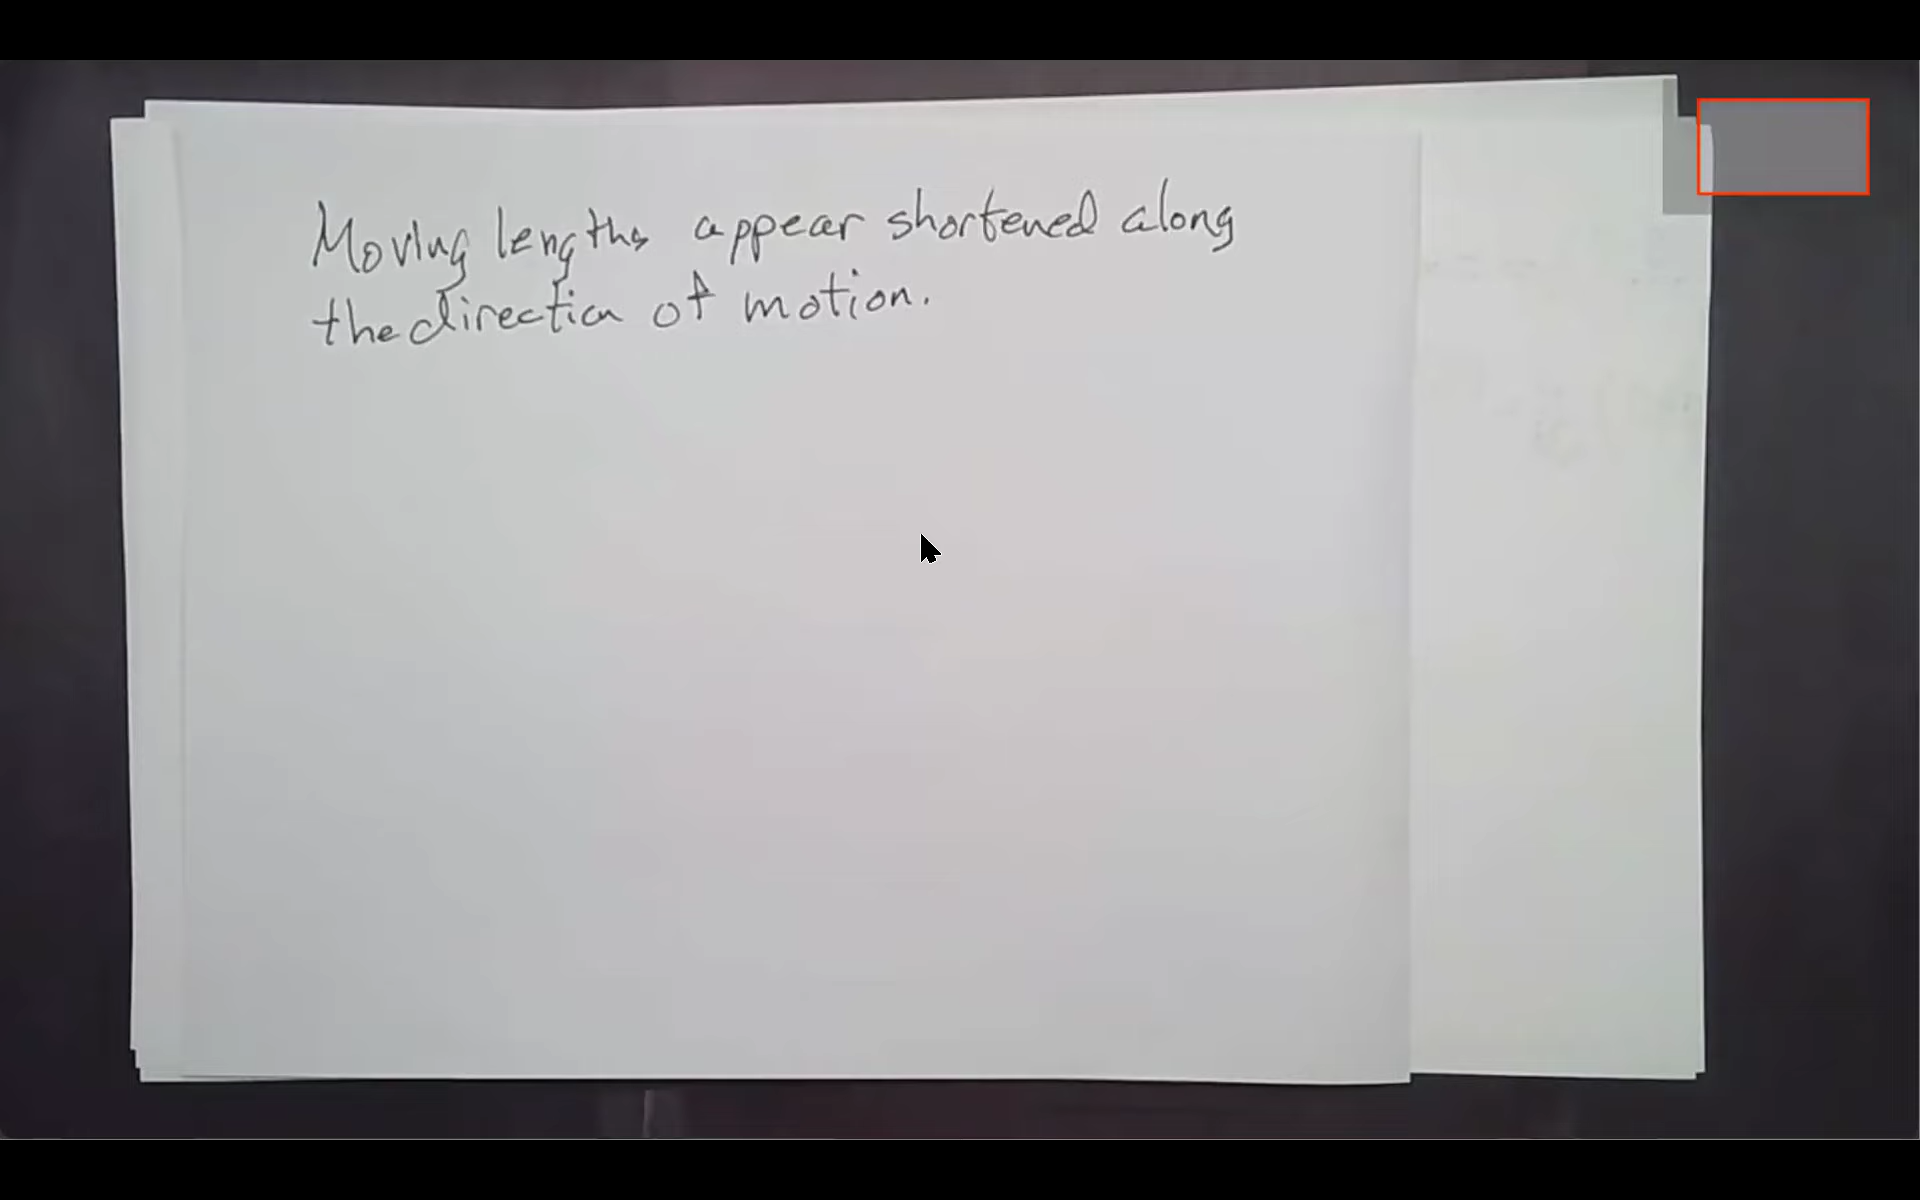 Moving lengths appear shortened along
the direction of motion.